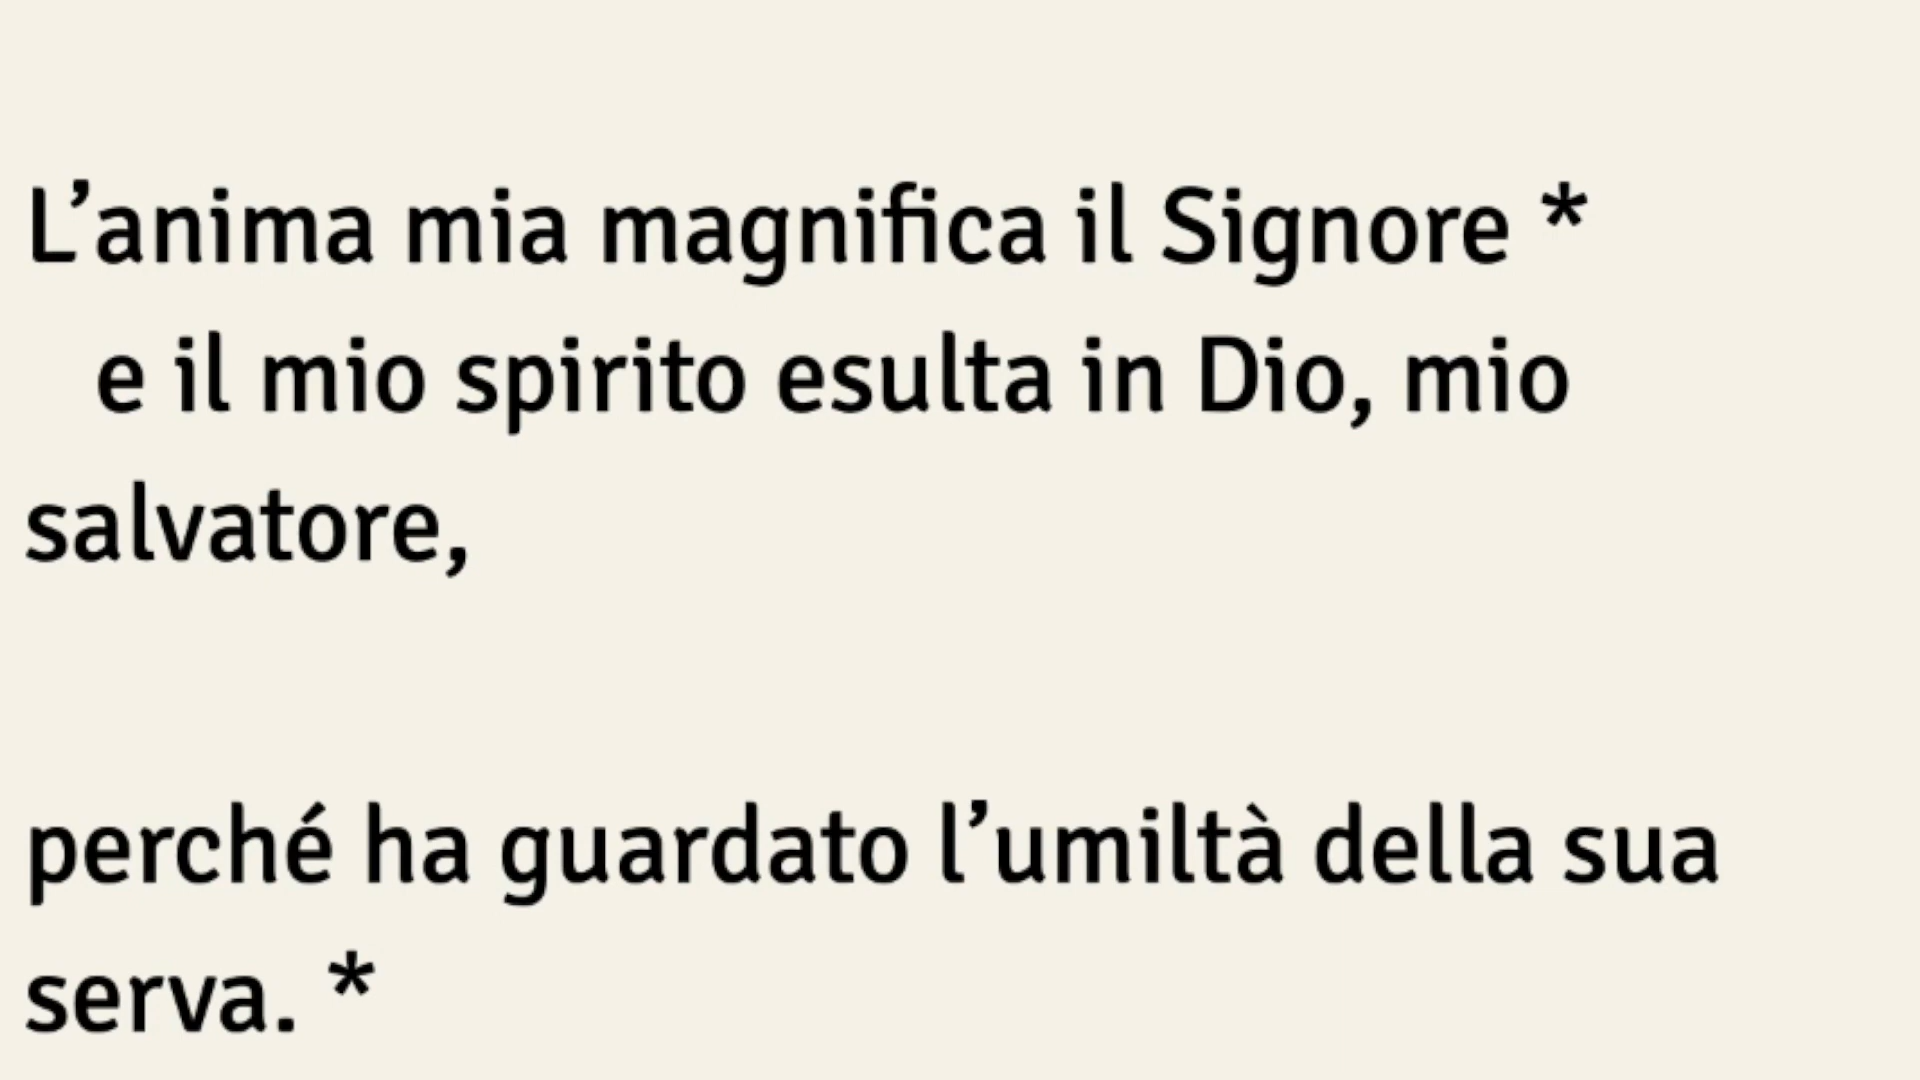 L’anima mia magnifica il Signore *
e il mio spirito esulta in Dio, mio
salvatore,
perché ha guardato l’umiltà della sua
serva. *